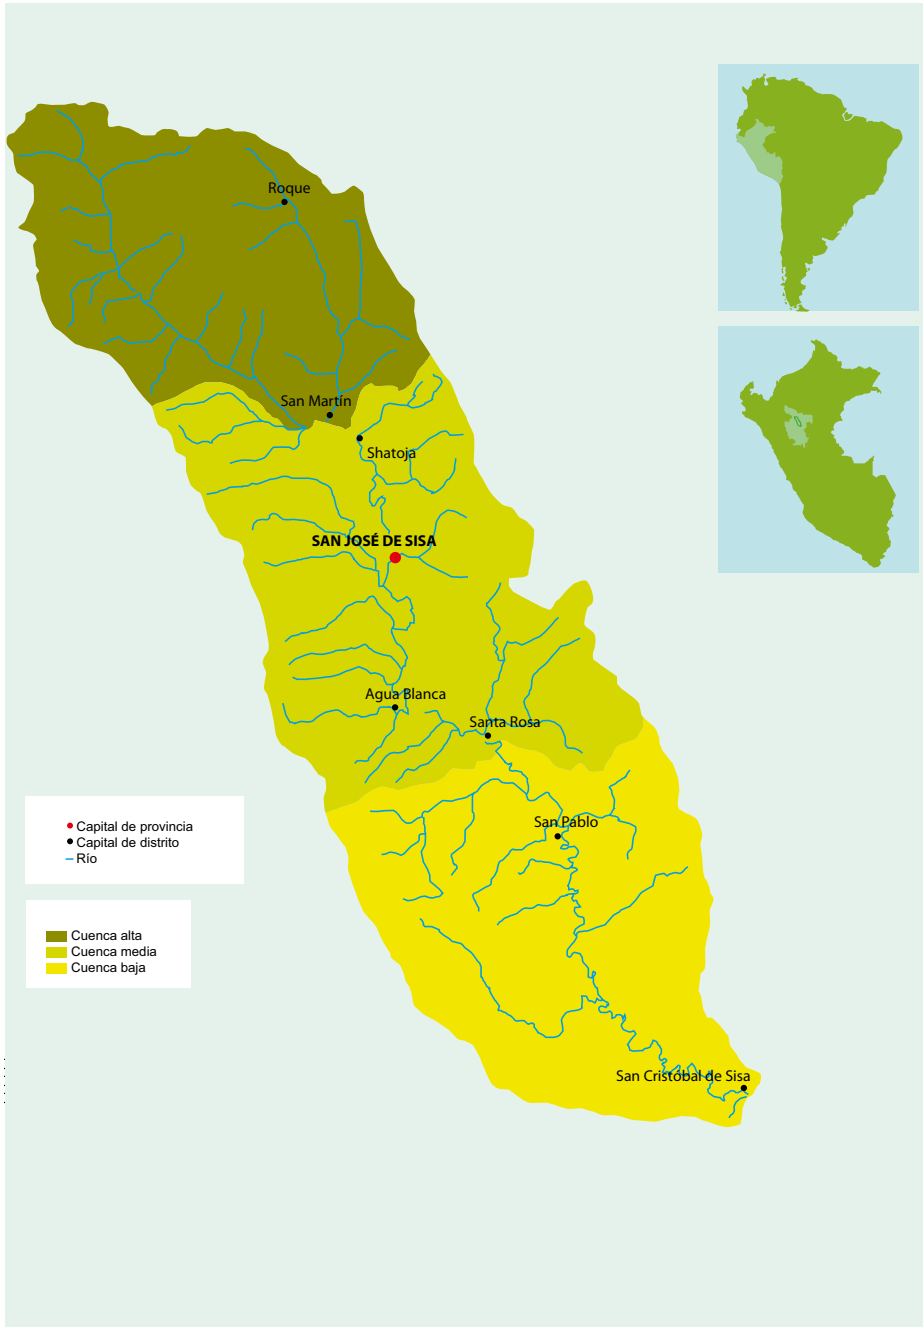 Roque
San Martín
Shatoja
SAN JOSÉ DE SISA
Agua Blanca
Santa Rosa
San Pablo
San Cristóbal de Sisa
Capital de provincia
Capital de distrito
Río
Cuenca alta
Cuenca media
Cuenca baja